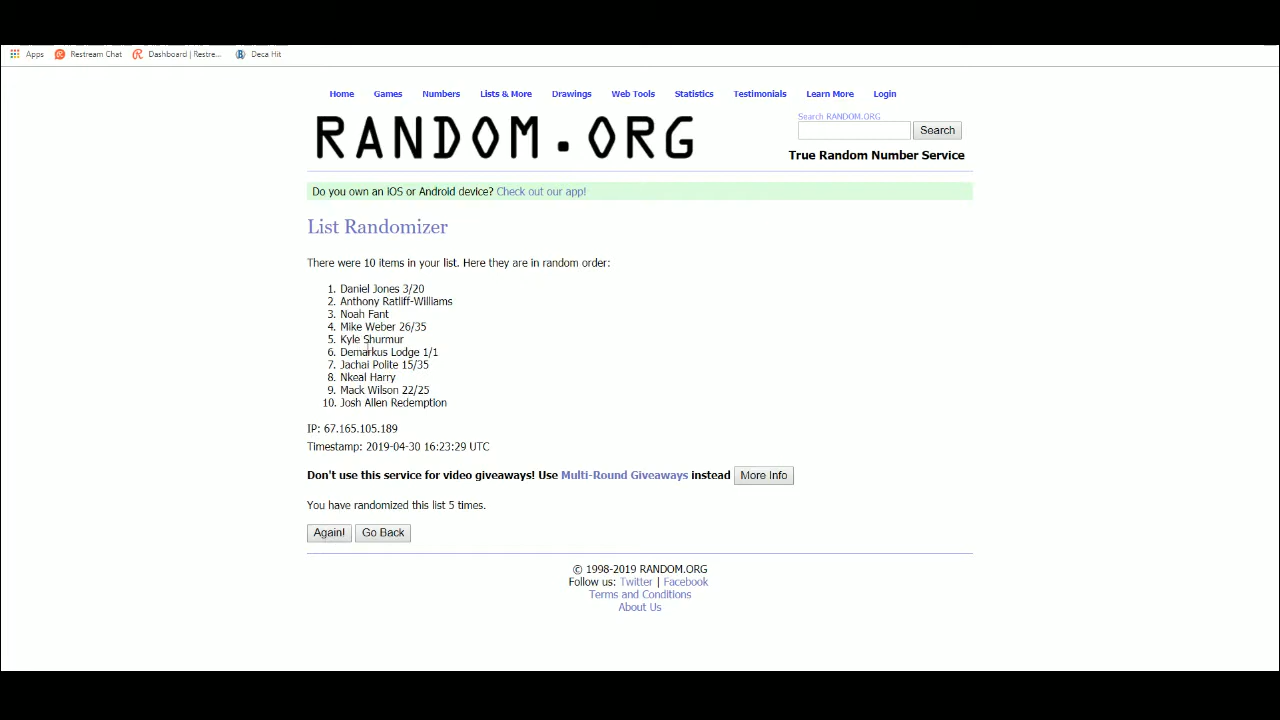 Apps Restream Chat Dashboard | Restre... Deca Hit
Home Games Numbers Lists & More Drawings Web Tools Statistics Testimonials Learn More Login
RANDOM.ORG
Search RANDOM.ORG
Search
True Random Number Service
Do you own an iOS or Android device? Check out our app!
List Randomizer
There were 10 items in your list. Here they are in random order:
1. Daniel Jones 3/20
2. Anthony Ratliff-Williams
3. Noah Fant
4. Mike Weber 26/35
5. Kyle Shurmur
6. Demarkus Lodge 1/1
7. Jachai Polite 15/35
8. Nkeal Harry
9. Mack Wilson 22/25
10. Josh Allen Redemption
IP: 67.165.105.189
Timestamp: 2019-04-30 16:23:29 UTC
Don't use this service for video giveaways! Use Multi-Round Giveaways instead More Info
You have randomized this list 5 times.
Again! Go Back
© 1998-2019 RANDOM.ORG
Follow us: Twitter | Facebook
Terms and Conditions
About Us